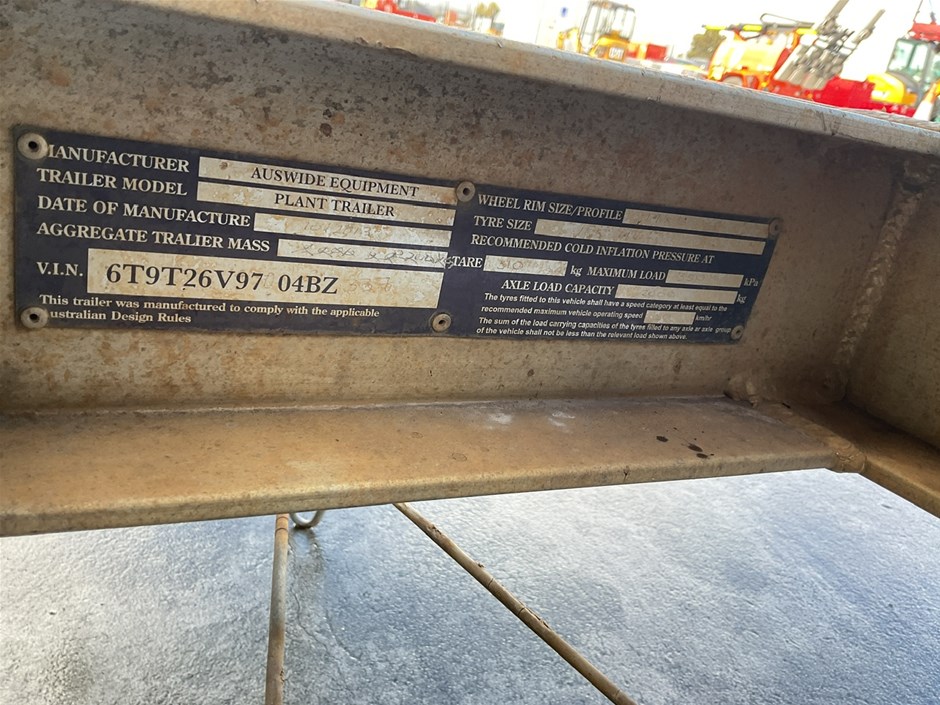 MANUFACTURER AUSWIDE EQUIPMENT
TRAILER MODEL PLANT TRAILER
DATE OF MANUFACTURE
AGGREGATE TRALIER MASS
V.I.N. 6T9T26V97 04BZ
This trailer was manufactured to comply with the applicable
Australian Design Rules
WHEEL RIM SIZE/PROFILE
TYRE SIZE
RECOMMENDED COLD INFLATION PRESSURE AT
TARE kg MAXIMUM LOAD kPa
AXLE LOAD CAPACITY kg
The tyres fitted to this vehicle shall have a speed category at least equal to the
recommended maximum vehicle operating speed km/hr
The sum of the load carrying capacities of the tyres fitted to any axle or axle group
of the vehicle shall not be less than the relevant load shown above.
CAT